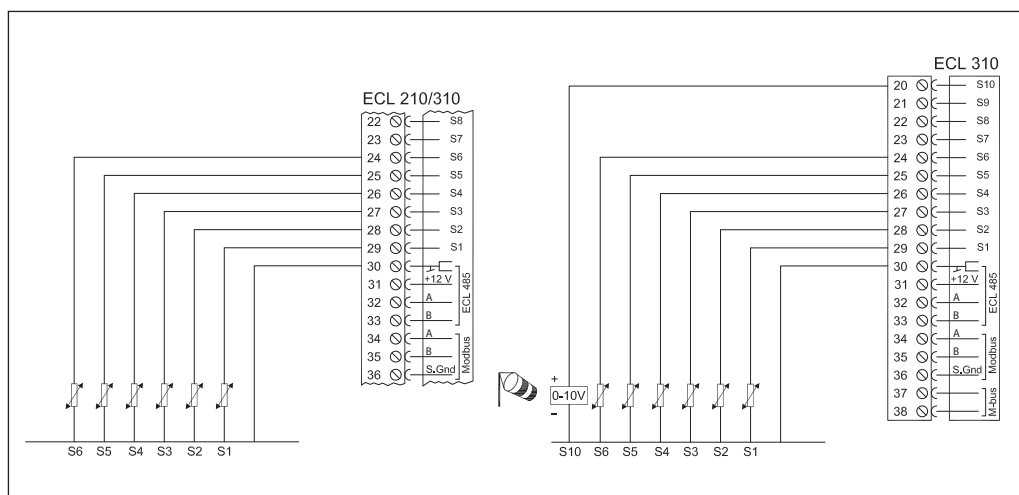 ECL 210/310
22 S8
23 S7
24 S6
25 S5
26 S4
27 S3
28 S2
29 S1
30
31 +12 V
32 A
33 B
ECL 485
34 A
35 B
36 S.Gnd
Modbus
S6 S5 S4 S3 S2 S1
ECL 310
20 S10
21 S9
22 S8
23 S7
24 S6
25 S5
26 S4
27 S3
28 S2
29 S1
30
31 +12 V
32 A
33 B
ECL 485
34 A
35 B
36 S.Gnd
Modbus
37
38
M-bus
+
0-10V
–
S10 S6 S5 S4 S3 S2 S1